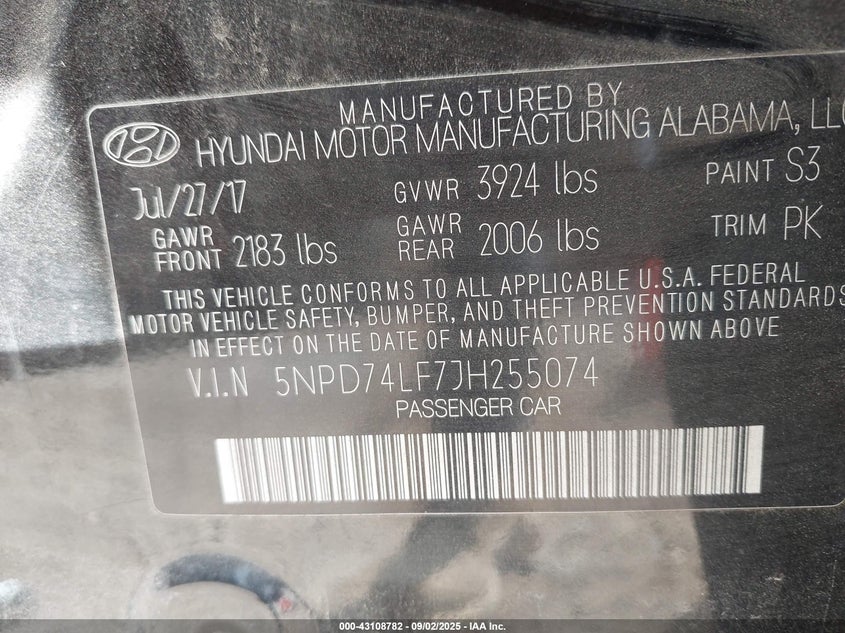 MANUFACTURED BY
HYUNDAI MOTOR MANUFACTURING ALABAMA, LLC
Jul/27/17 GVWR 3924 lbs PAINT S3
GAWR FRONT 2183 lbs GAWR REAR 2006 lbs TRIM PK
THIS VEHICLE CONFORMS TO ALL APPLICABLE U.S.A. FEDERAL
MOTOR VEHICLE SAFETY, BUMPER, AND THEFT PREVENTION STANDARDS
IN EFFECT ON THE DATE OF MANUFACTURE SHOWN ABOVE
V.I.N 5NPD74LF7JH255074
PASSENGER CAR
000-43108782 - 09/02/2025 - IAA Inc.